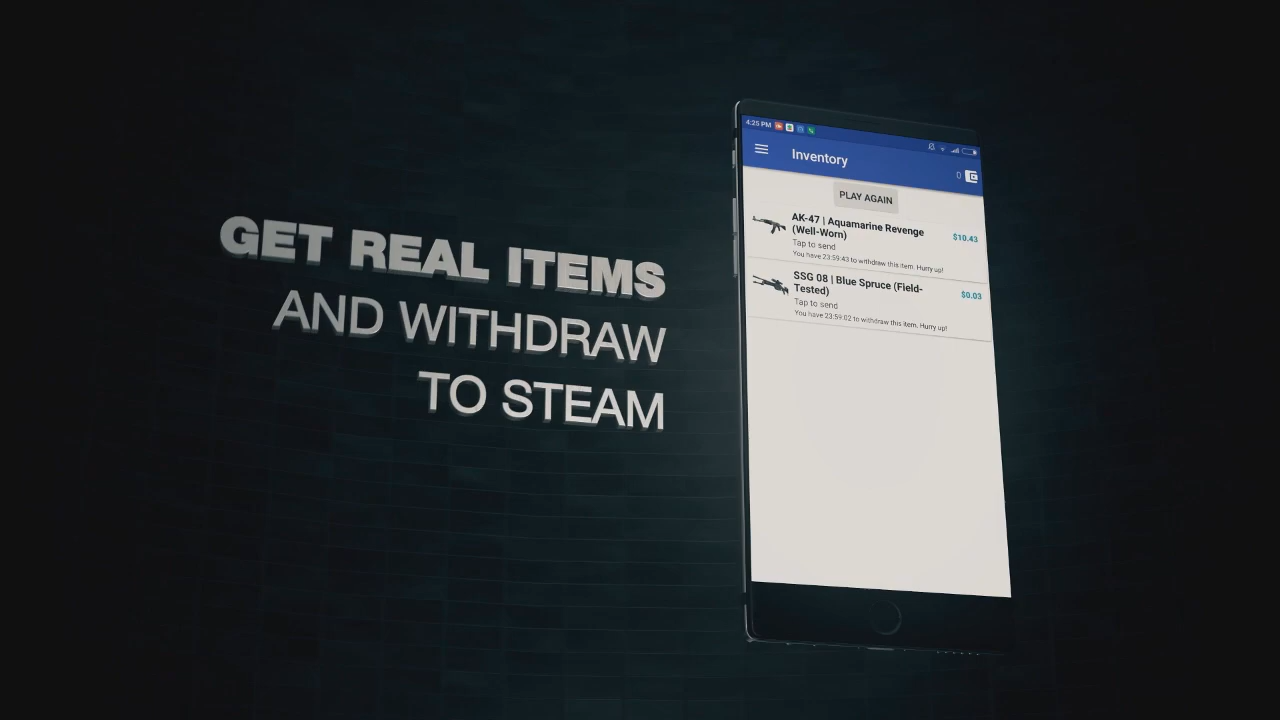 GET REAL ITEMS
AND WITHDRAW
TO STEAM
4:25 PM
Inventory
0
PLAY AGAIN
AK-47 | Aquamarine Revenge
(Well-Worn)
$10.43
Tap to send
You have 23:59:43 to withdraw this item. Hurry up!
SSG 08 | Blue Spruce (Field-
Tested)
$0.03
Tap to send
You have 23:59:02 to withdraw this item. Hurry up!